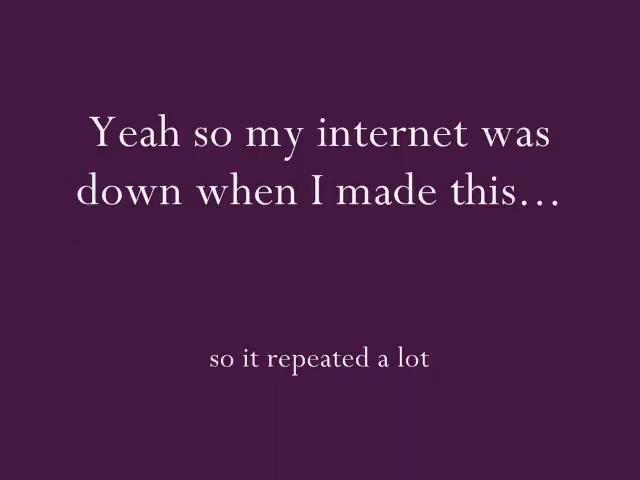 Yeah so my internet was
down when I made this...
so it repeated a lot